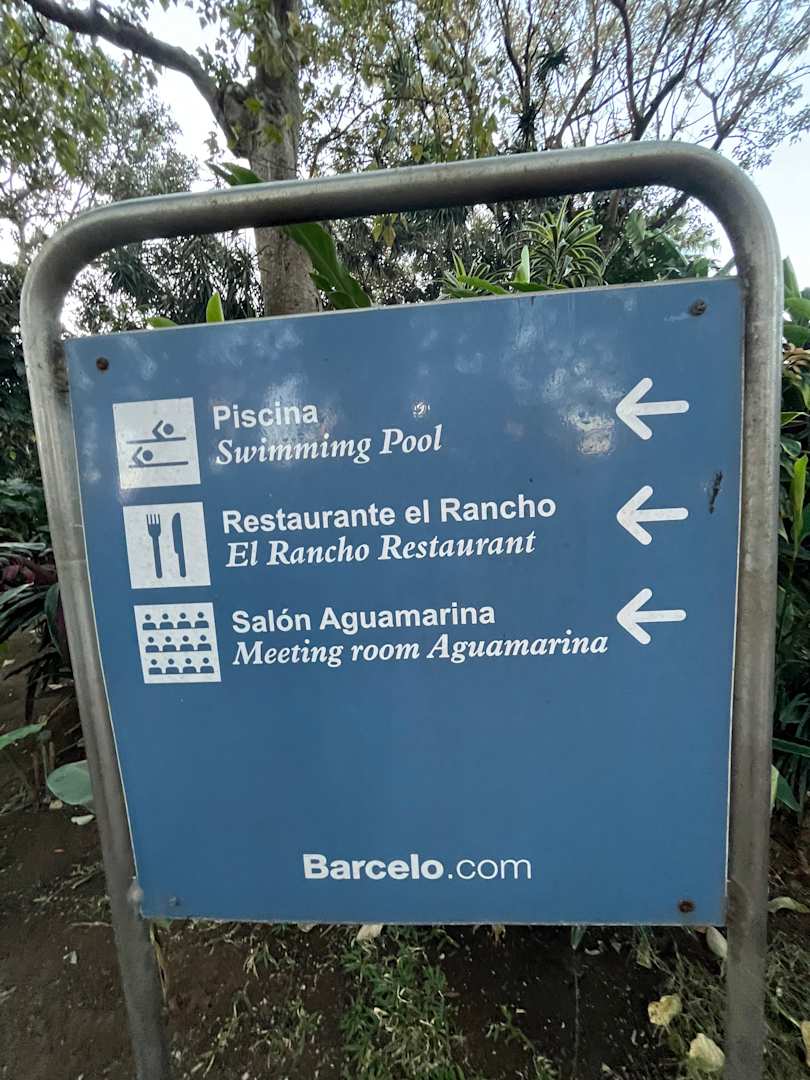 Piscina
Swimmimg Pool
Restaurante el Rancho
El Rancho Restaurant
Salón Aguamarina
Meeting room Aguamarina
Barcelo.com